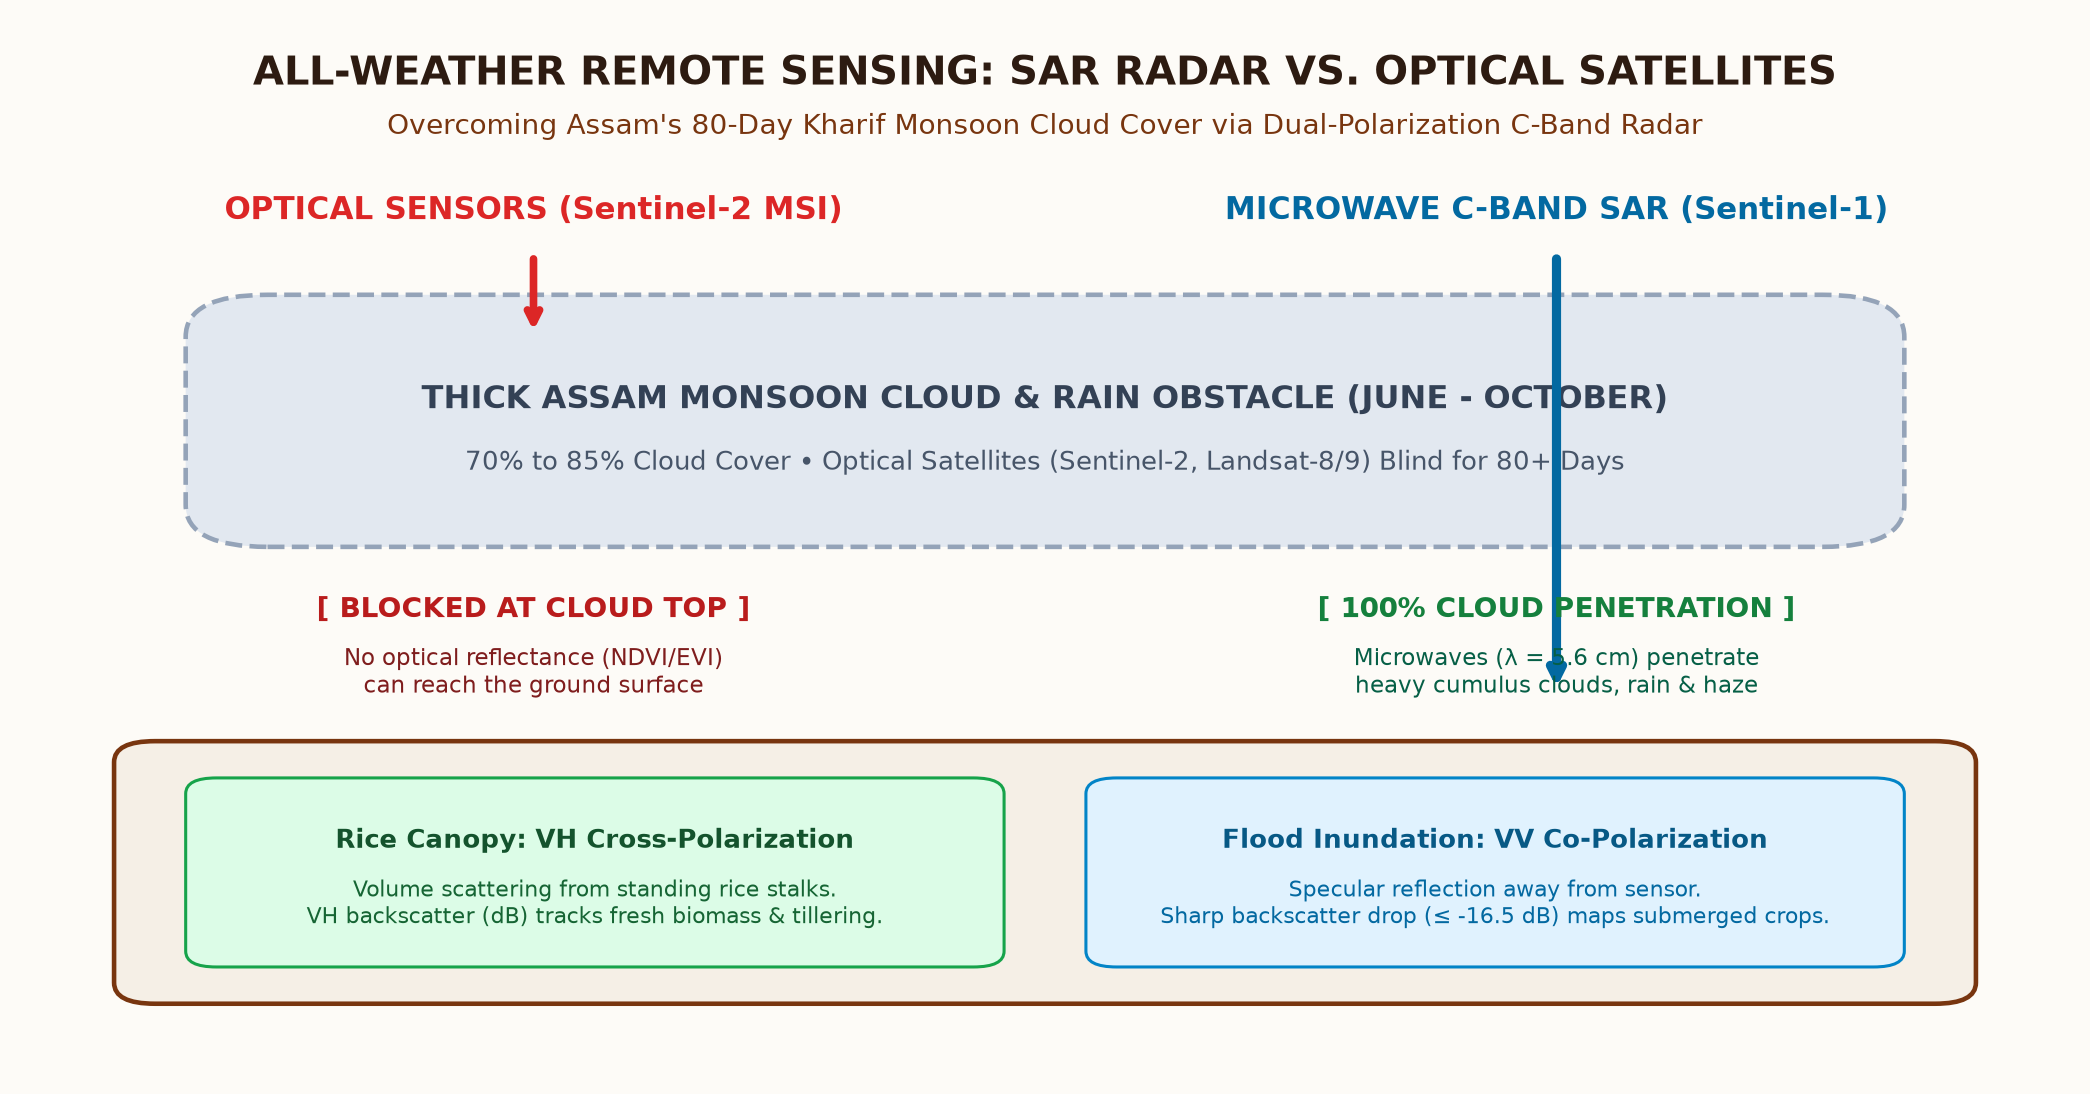 ALL-WEATHER REMOTE SENSING: SAR RADAR VS. OPTICAL SATELLITES
Overcoming Assam's 80-Day Kharif Monsoon Cloud Cover via Dual-Polarization C-Band Radar
OPTICAL SENSORS (Sentinel-2 MSI)
MICROWAVE C-BAND SAR (Sentinel-1)
THICK ASSAM MONSOON CLOUD & RAIN OBSTACLE (JUNE - OCTOBER)
70% to 85% Cloud Cover • Optical Satellites (Sentinel-2, Landsat-8/9) Blind for 80+ Days
[ BLOCKED AT CLOUD TOP ]
No optical reflectance (NDVI/EVI)
can reach the ground surface
[ 100% CLOUD PENETRATION ]
Microwaves (λ = 5.6 cm) penetrate
heavy cumulus clouds, rain & haze
Rice Canopy: VH Cross-Polarization
Volume scattering from standing rice stalks.
VH backscatter (dB) tracks fresh biomass & tillering.
Flood Inundation: VV Co-Polarization
Specular reflection away from sensor.
Sharp backscatter drop (≤ -16.5 dB) maps submerged crops.